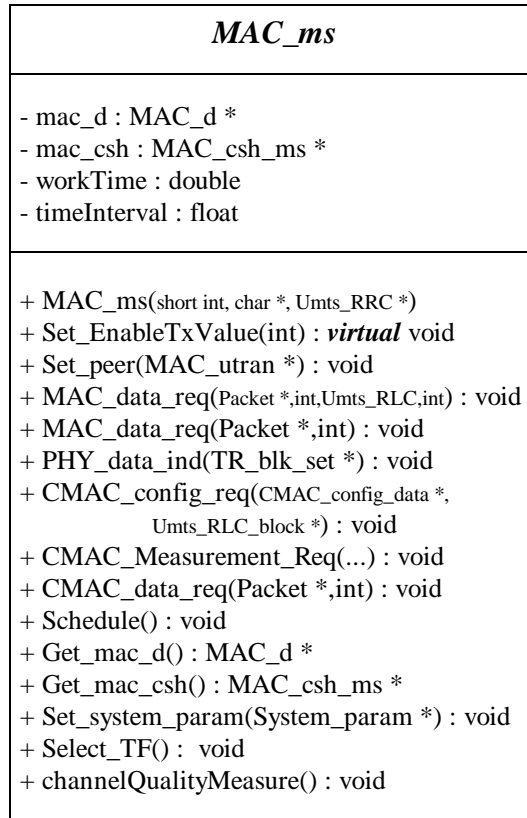 MAC_ms
- mac_d : MAC_d *
- mac_csh : MAC_csh_ms *
- workTime : double
- timeInterval : float
+ MAC_ms(short int, char *, Umts_RRC *)
+ Set_EnableTxValue(int) : virtual void
+ Set_peer(MAC_utran *) : void
+ MAC_data_req(Packet *,int,Umts_RLC,int) : void
+ MAC_data_req(Packet *,int) : void
+ PHY_data_ind(TR_blk_set *) : void
+ CMAC_config_req(CMAC_config_data *,
Umts_RLC_block *) : void
+ CMAC_Measurement_Req(...) : void
+ CMAC_data_req(Packet *,int) : void
+ Schedule() : void
+ Get_mac_d() : MAC_d *
+ Get_mac_csh() : MAC_csh_ms *
+ Set_system_param(System_param *) : void
+ Select_TF() : void
+ channelQualityMeasure() : void